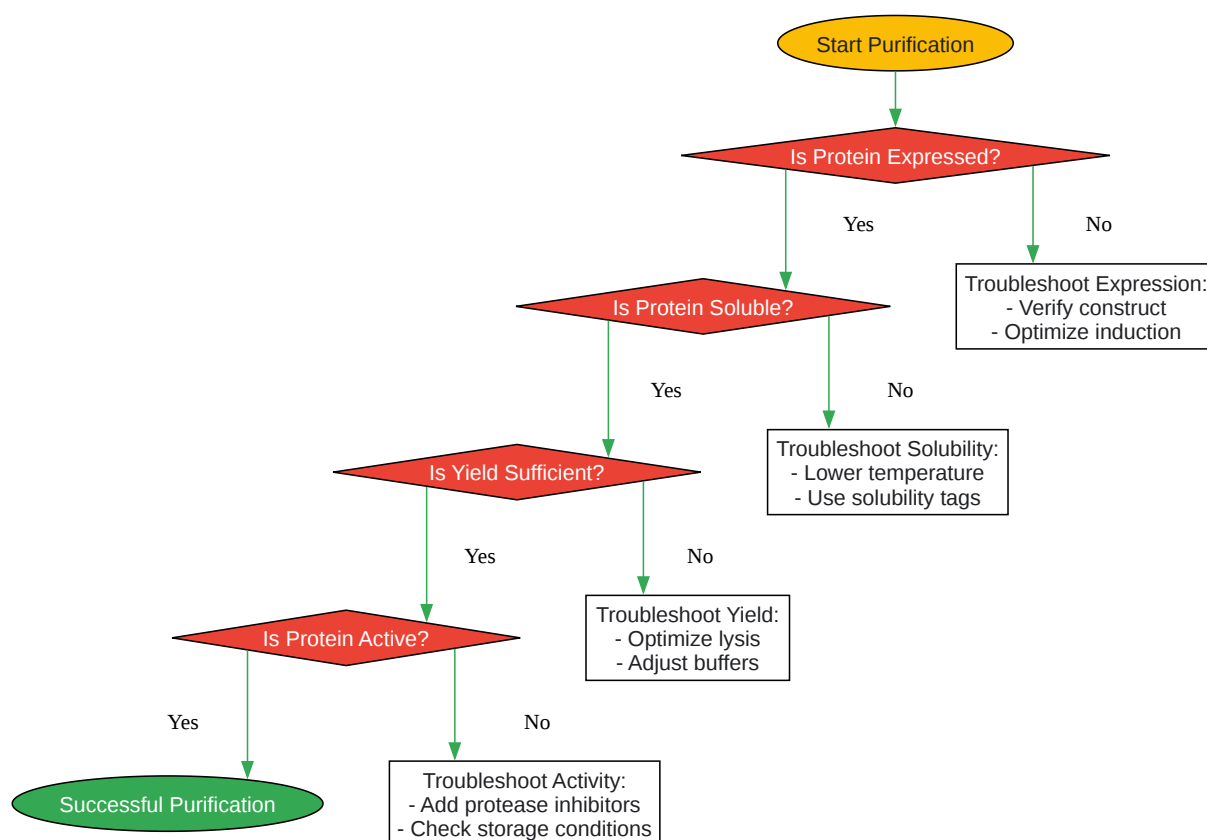 Start Purification
Is Protein Expressed?
Yes
No
Troubleshoot Expression:
- Verify construct
- Optimize induction
Is Protein Soluble?
Yes
No
Troubleshoot Solubility:
- Lower temperature
- Use solubility tags
Is Yield Sufficient?
Yes
No
Troubleshoot Yield:
- Optimize lysis
- Adjust buffers
Is Protein Active?
Yes
No
Successful Purification
Troubleshoot Activity:
- Add protease inhibitors
- Check storage conditions